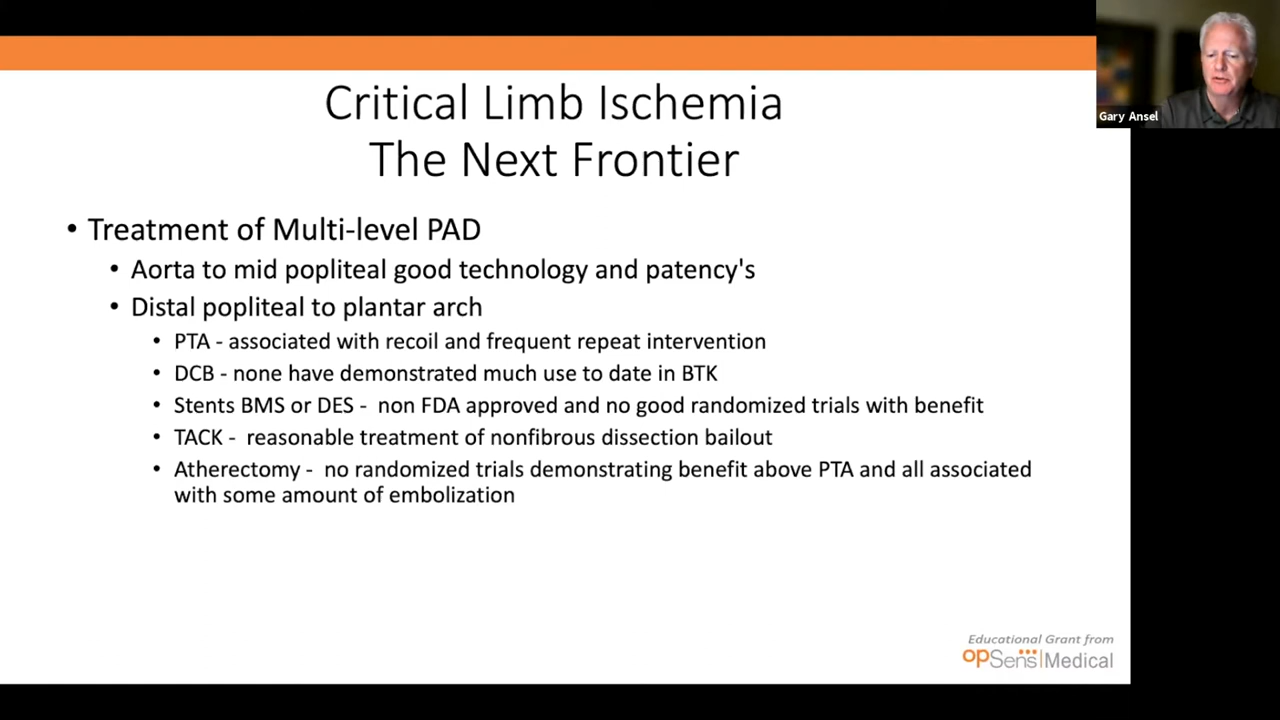 Critical Limb Ischemia
The Next Frontier
• Treatment of Multi-level PAD
• Aorta to mid popliteal good technology and patency's
• Distal popliteal to plantar arch
• PTA - associated with recoil and frequent repeat intervention
• DCB - none have demonstrated much use to date in BTK
• Stents BMS or DES - non FDA approved and no good randomized trials with benefit
• TACK - reasonable treatment of nonfibrous dissection bailout
• Atherectomy - no randomized trials demonstrating benefit above PTA and all associated
with some amount of embolization
Gary Ansel
Educational Grant from
opSens|Medical